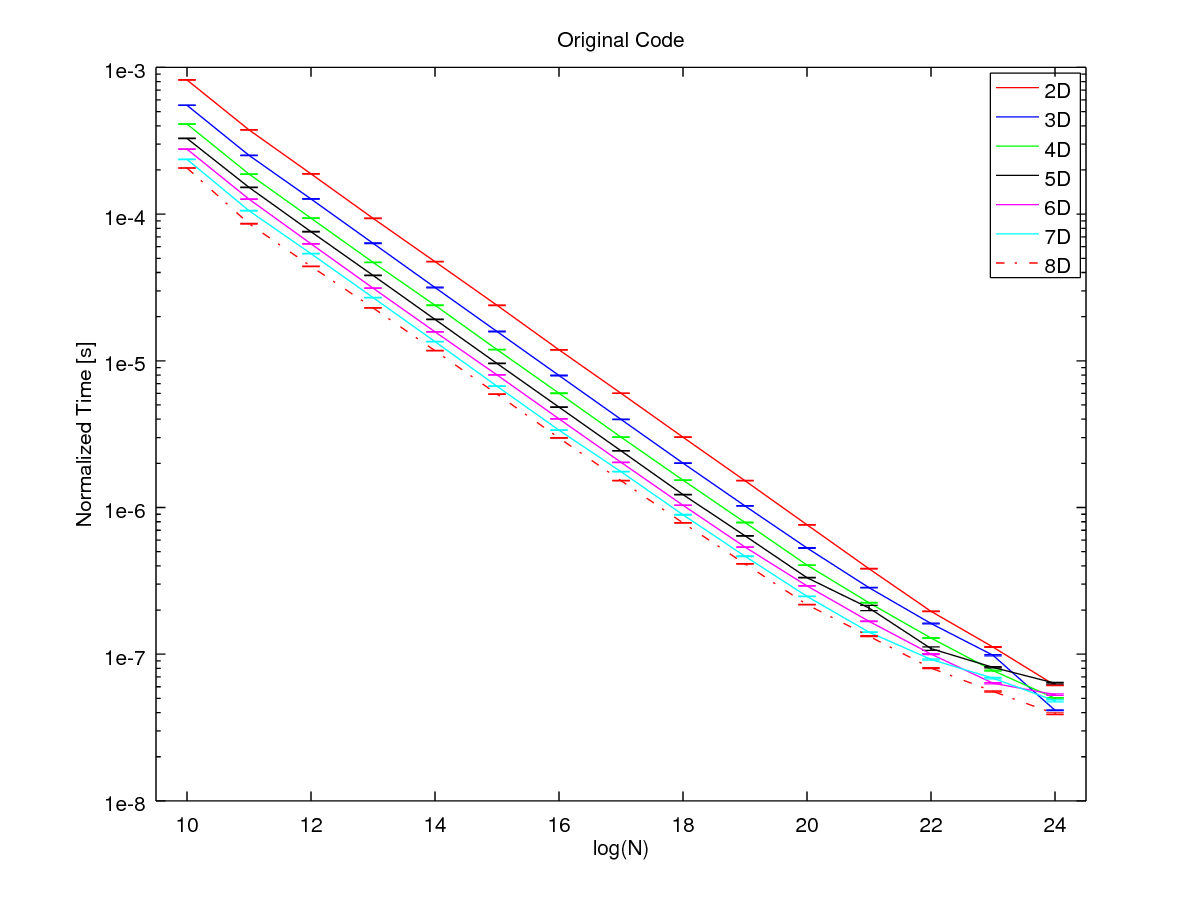 Original Code
1e-3
1e-4
1e-5
1e-6
1e-7
1e-8
Normalized Time [s]
2D
3D
4D
5D
6D
7D
8D
10 12 14 16 18 20 22 24
log(N)